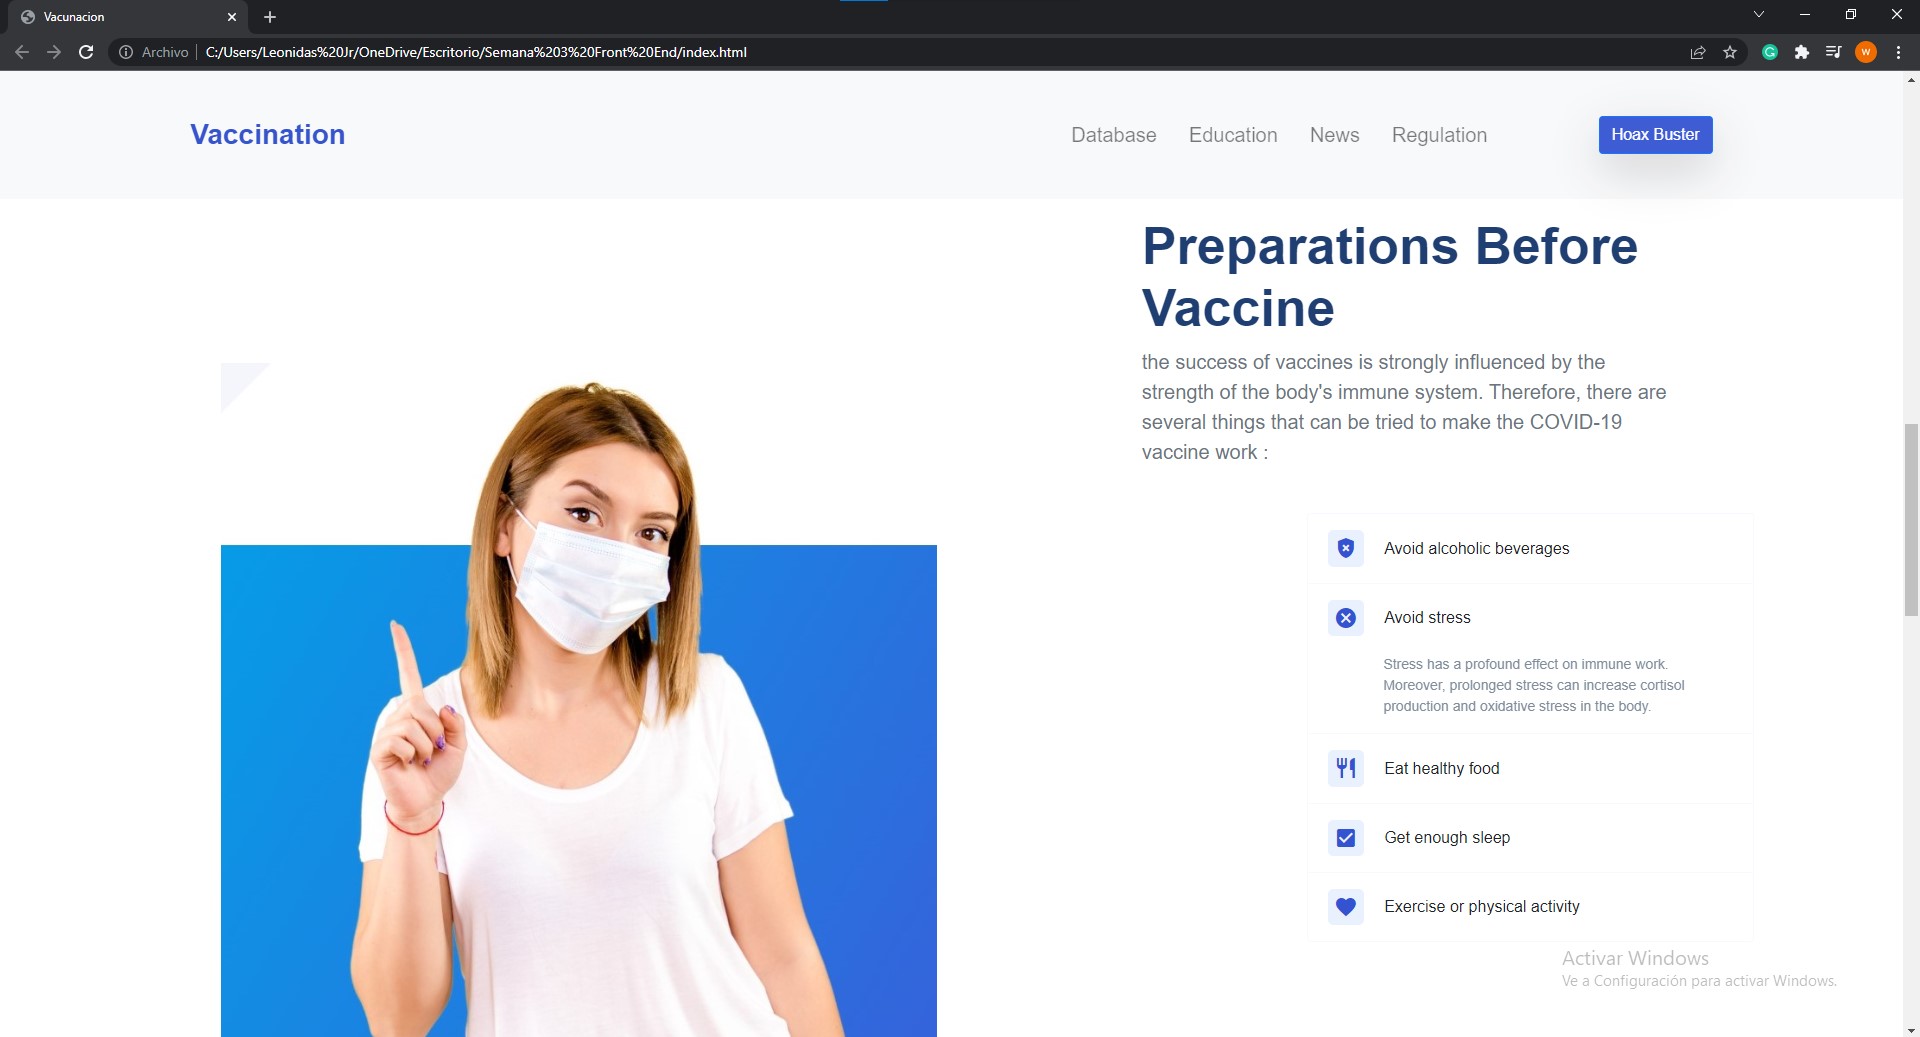 Vacunacion
Archivo
C:/Users/Leonidas%20Jr/OneDrive/Escritorio/Semana%203%20Front%20End/index.html
W
Vaccination
Database Education News Regulation
Hoax Buster
Preparations Before
Vaccine
the success of vaccines is strongly influenced by the
strength of the body's immune system. Therefore, there are
several things that can be tried to make the COVID-19
vaccine work :
Avoid alcoholic beverages
Avoid stress
Stress has a profound effect on immune work.
Moreover, prolonged stress can increase cortisol
production and oxidative stress in the body.
Eat healthy food
Get enough sleep
Exercise or physical activity
Activar Windows
Ve a Configuración para activar Windows.